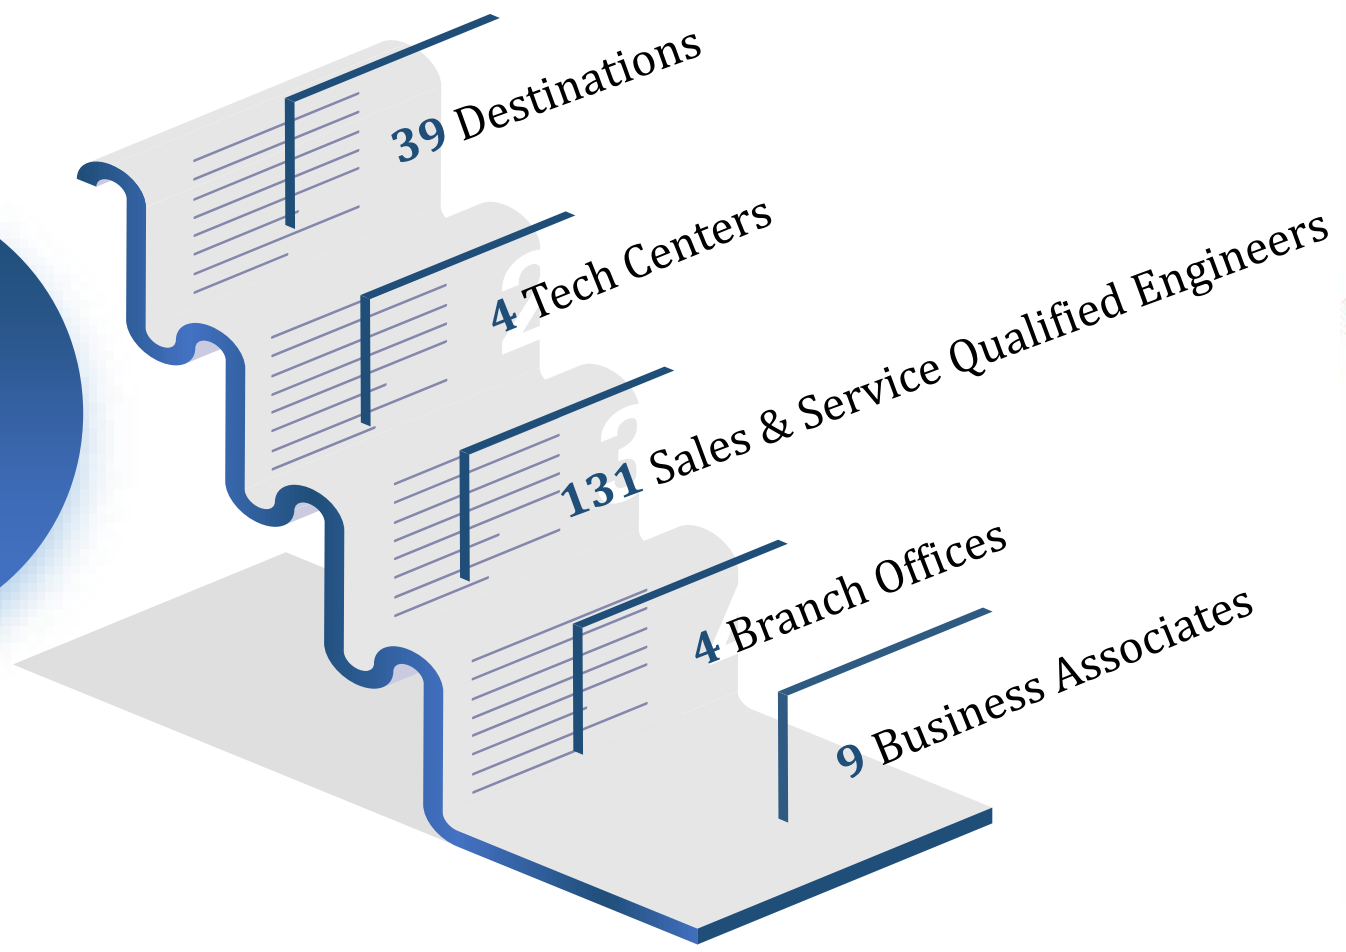 39 Destinations
4 Tech Centers
131 Sales & Service Qualified Engineers
4 Branch Offices
9 Business Associates